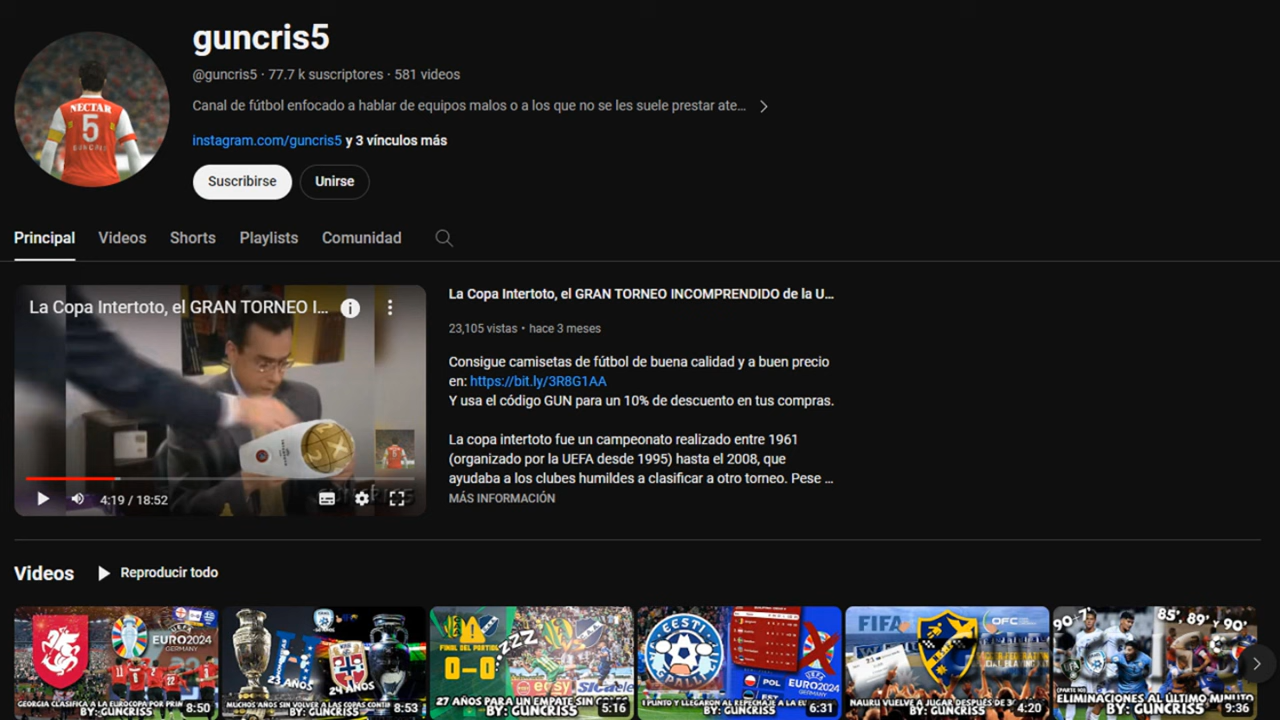 guncris5
@guncris5 · 77.7 k suscriptores · 581 videos
Canal de fútbol enfocado a hablar de equipos malos o a los que no se les suele prestar ate...
instagram.com/guncris5 y 3 vínculos más
Suscribirse
Unirse
NECTAR
5
Principal
Videos
Shorts
Playlists
Comunidad
La Copa Intertoto, el GRAN TORNEO I...
4:19 / 18:52
La Copa Intertoto, el GRAN TORNEO INCOMPRENDIDO de la U...
23,105 vistas · hace 3 meses
Consigue camisetas de fútbol de buena calidad y a buen precio
en: https://bit.ly/3R8G1AA
Y usa el código GUN para un 10% de descuento en tus compras.
La copa intertoto fue un campeonato realizado entre 1961
(organizado por la UEFA desde 1995) hasta el 2008, que
ayudaba a los clubes humildes a clasificar a otro torneo. Pese ...
MÁS INFORMACIÓN
Videos
Reproducir todo
UEFA
EURO2024
GERMANY
GEORGIA CLASIFICA A LA EUROCOPA POR PRIM
BY: GUNCRISS
8:50
23 AÑOS
24 AÑOS
MUCHOS AÑOS SIN VOLVER A LAS COPAS CONTI
BY: GUNCRISS
8:53
FINAL DEL PARTIDO
0-0
ZZZ
27 AÑOS PARA UN EMPATE SIN G
BY: GUNCRISS
5:16
EESTI
POL
EST
EURO2024
1 PUNTO Y LLEGARON AL REPECHAJE A LA EU
BY: GUNCRISS
6:31
FIFA
OFC
NAURU VUELVE A JUGAR DESPUÉS DE 3
BY: GUNCRISS
4:20
90'
85', 89' y 90'
(PARTE 10)
ELIMINACIONES AL ÚLTIMO MINUTO
BY: GUNCRISS
9:36